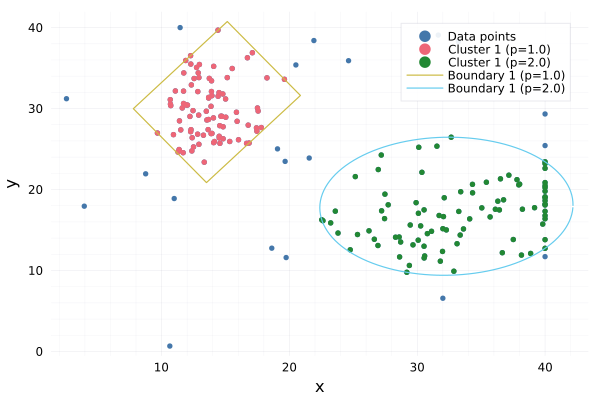 40
30
20
10
0
y
10
20
30
40
x
Data points
Cluster 1 (p=1.0)
Cluster 1 (p=2.0)
Boundary 1 (p=1.0)
Boundary 1 (p=2.0)